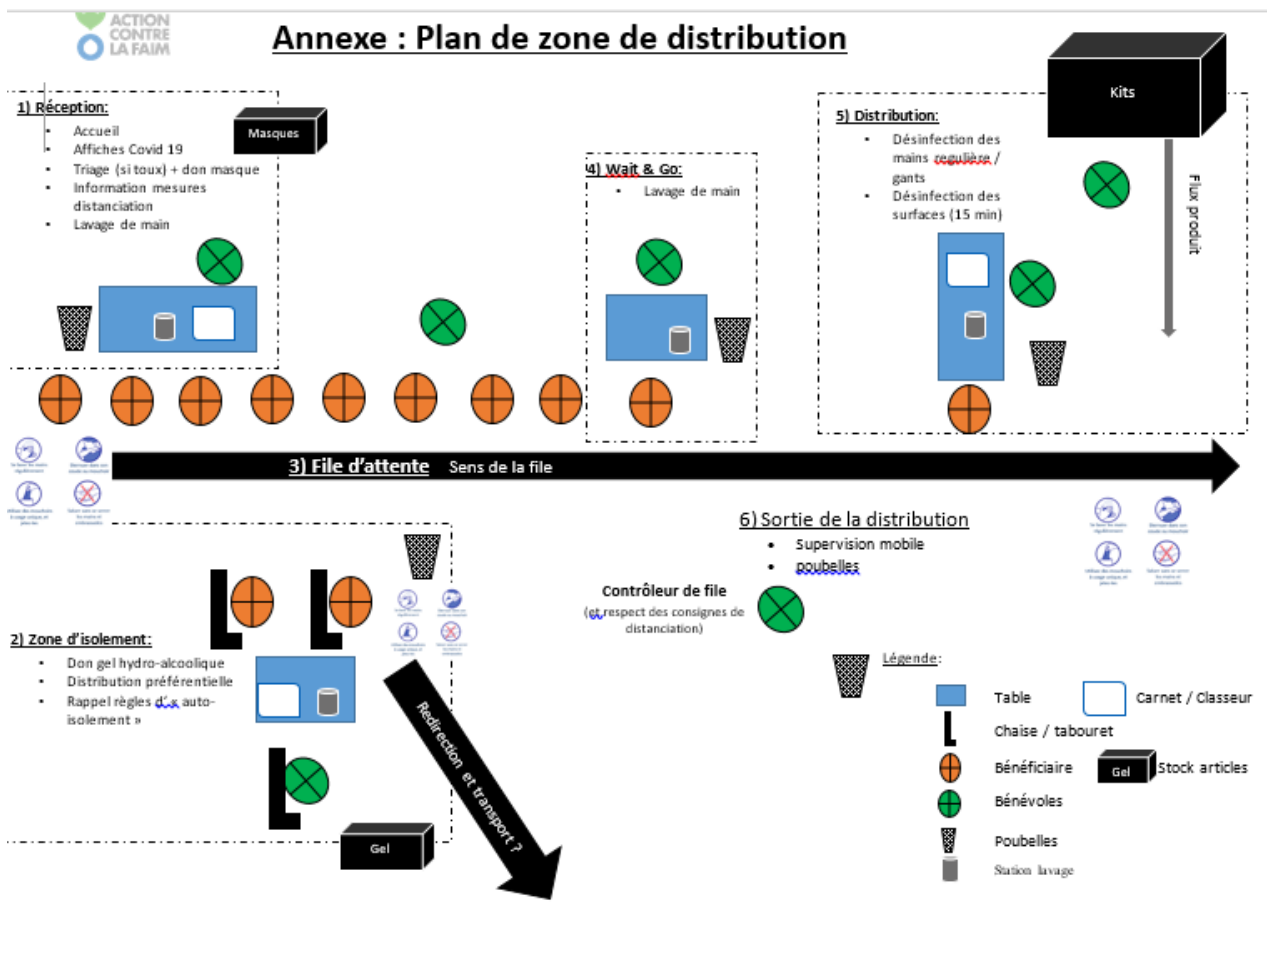 ACTION
CONTRE
LA FAIM
Annexe : Plan de zone de distribution
1) Réception:
• Accueil
• Affiches Covid 19
• Triage (si toux) + don masque
• Information mesures
distanciation
• Lavage de main
Masques
4) Wait & Go:
• Lavage de main
5) Distribution:
• Désinfection des
mains regulière /
gants
• Désinfection des
surfaces (15 min)
Kits
Flux produit
3) File d’attente Sens de la file
2) Zone d’isolement:
• Don gel hydro-alcoolique
• Distribution préférentielle
• Rappel règles d’« auto-
isolement »
Gel
Redirection et transport ?
6) Sortie de la distribution
• Supervision mobile
• poubelles
Contrôleur de file
(et respect des consignes de
distanciation)
Légende:
Table
Carnet / Classeur
Chaise / tabouret
Bénéficiaire
Gel
Stock articles
Bénévoles
Poubelles
Station lavage